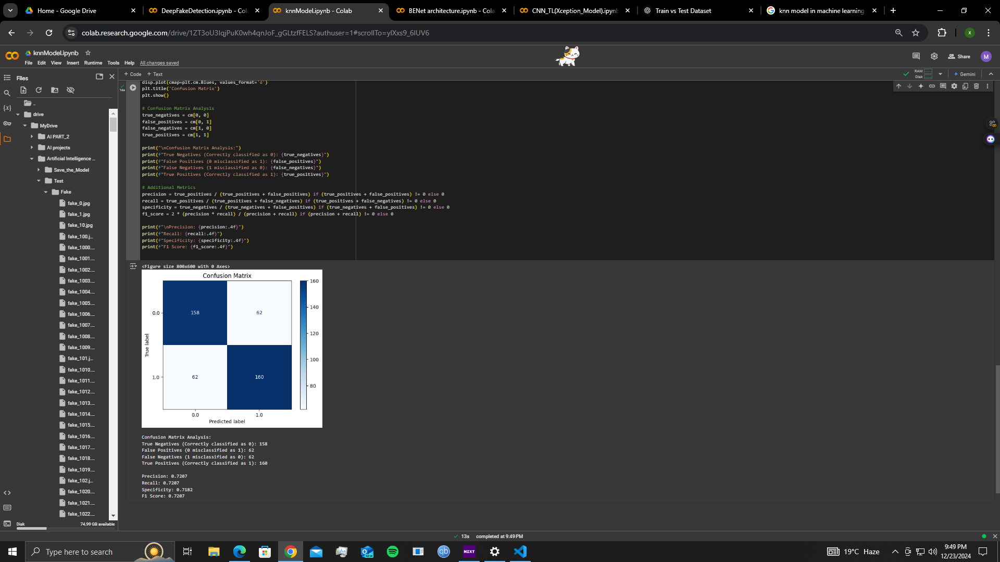 Home - Google Drive
DeepFakeDetection.ipynb - Col
knnModel.ipynb - Colab
BENet architecture.ipynb - Cola
CNN_TL(Xception_Model).ipynb
Train vs Test Dataset
knn model in machine learning
colab.research.google.com/drive/1ZT3oU3lqjPuK0wh4qnJoF_gGLtzfFELS?authuser=1#scrollTo=ylXxs9_6lUV6
X
knnModel.ipynb
File Edit View Insert Runtime Tools Help All changes saved
Share
M
Files
+ Code + Text
RAM
Disk
Gemini
..
drive
MyDrive
AI PART_2
AI projects
Artificial Intelligence ...
Save_the_Model
Test
Fake
fake_0.jpg
fake_1.jpg
fake_10.jpg
fake_100.j...
fake_1000....
fake_1001....
fake_1002....
fake_1003....
fake_1004....
fake_1005....
fake_1006....
fake_1007....
fake_1008....
fake_1009....
fake_101.j...
fake_1010....
fake_1011....
fake_1012....
fake_1013....
fake_1014....
fake_1015....
fake_1016....
fake_1017....
fake_1018....
fake_1019....
fake_102.j...
fake_1020....
fake_1021....
fake_1022....
Disk 74.99 GB available
14s
disp.plot(cmap=plt.cm.Blues, values_format='d')
plt.title('Confusion Matrix')
plt.show()
# Confusion Matrix Analysis
true_negatives = cm[0, 0]
false_positives = cm[0, 1]
false_negatives = cm[1, 0]
true_positives = cm[1, 1]
print("\nConfusion Matrix Analysis:")
print(f"True Negatives (Correctly classified as 0): {true_negatives}")
print(f"False Positives (0 misclassified as 1): {false_positives}")
print(f"False Negatives (1 misclassified as 0): {false_negatives}")
print(f"True Positives (Correctly classified as 1): {true_positives}")
# Additional Metrics
precision = true_positives / (true_positives + false_positives) if (true_positives + false_positives) != 0 else 0
recall = true_positives / (true_positives + false_negatives) if (true_positives + false_negatives) != 0 else 0
specificity = true_negatives / (true_negatives + false_positives) if (true_negatives + false_positives) != 0 else 0
f1_score = 2 * (precision * recall) / (precision + recall) if (precision + recall) != 0 else 0
print(f"\nPrecision: {precision:.4f}")
print(f"Recall: {recall:.4f}")
print(f"Specificity: {specificity:.4f}")
print(f"F1 Score: {f1_score:.4f}")
<Figure size 800x600 with 0 Axes>
Confusion Matrix
160
140
120
100
80
0.0
158 62
True label
1.0
62 160
0.0 1.0
Predicted label
Confusion Matrix Analysis:
True Negatives (Correctly classified as 0): 158
False Positives (0 misclassified as 1): 62
False Negatives (1 misclassified as 0): 62
True Positives (Correctly classified as 1): 160
Precision: 0.7207
Recall: 0.7207
Specificity: 0.7182
F1 Score: 0.7207
13s completed at 9:49 PM
Type here to search
NEW
qb
NZXT
19°C Haze
9:49 PM
12/23/2024